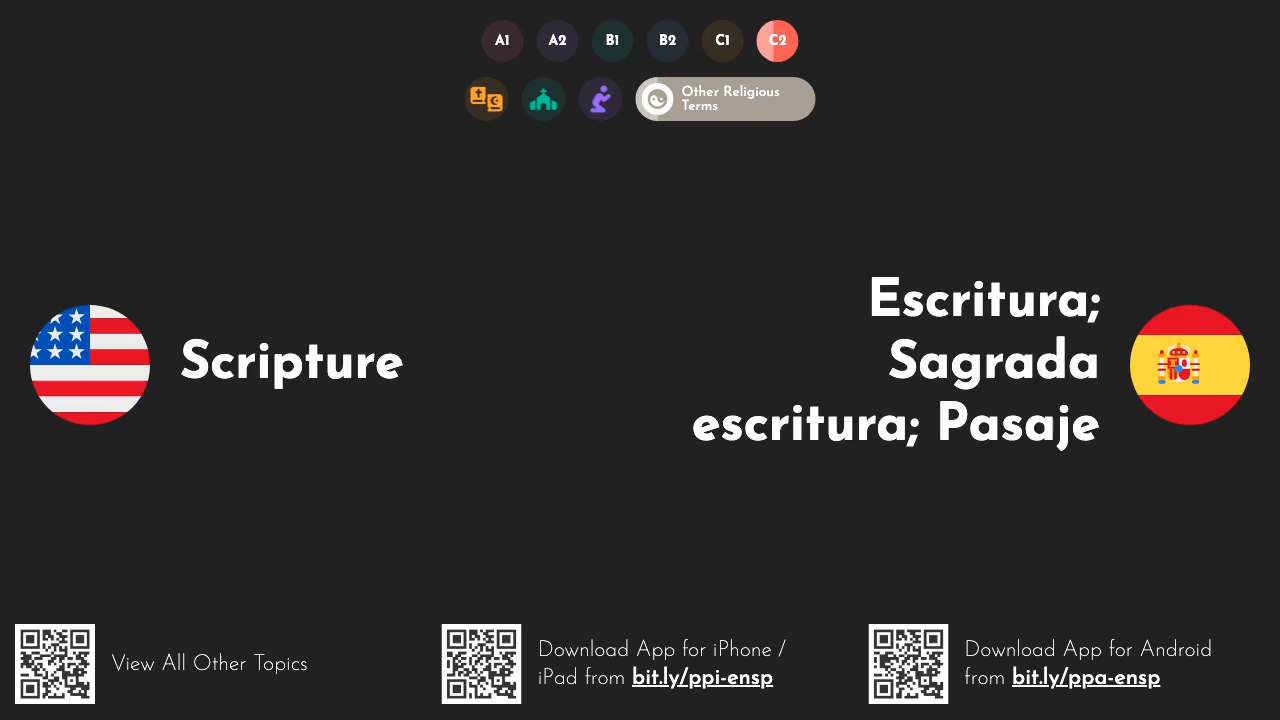 A1 A2 B1 B2 C1 C2
Other Religious
Terms
Scripture
Escritura;
Sagrada
escritura; Pasaje
View All Other Topics
Download App for iPhone /
iPad from bit.ly/ppi-ensp
Download App for Android
from bit.ly/ppa-ensp